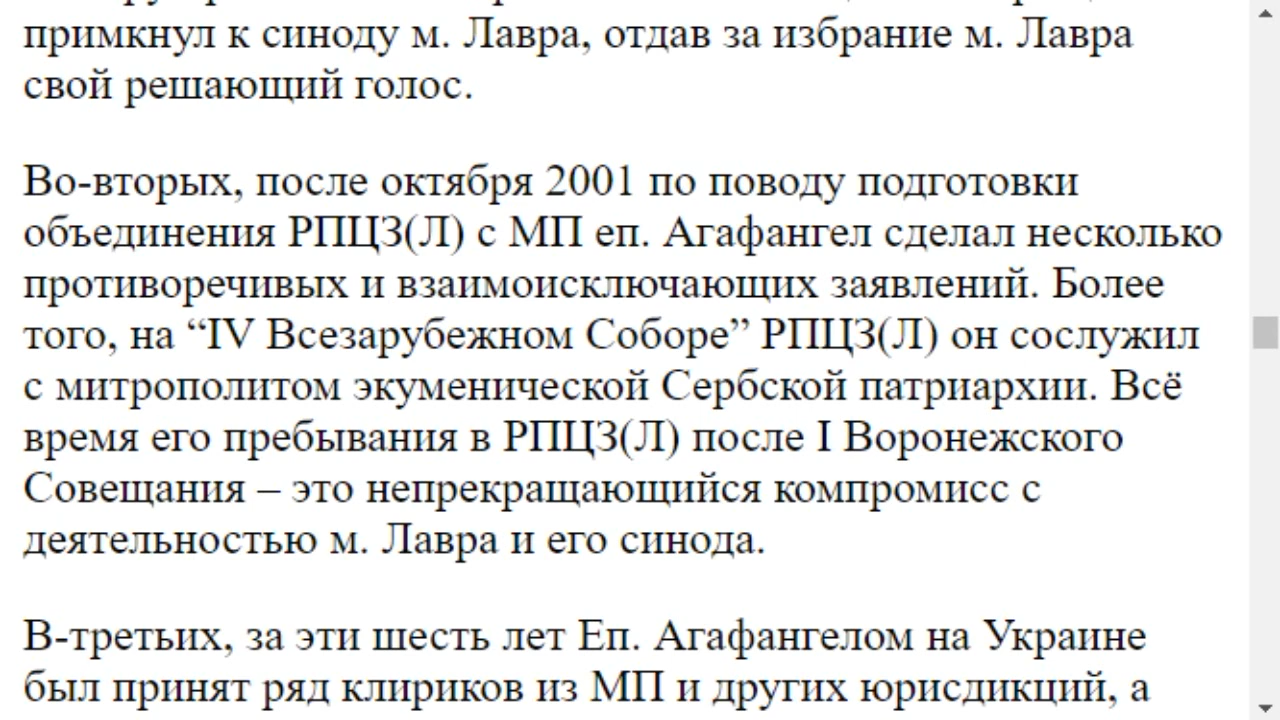 примкнул к синоду м. Лавра, отдав за избрание м. Лавра
свой решающий голос.
Во-вторых, после октября 2001 по поводу подготовки
объединения РПЦЗ(Л) с МП еп. Агафангел сделал несколько
противоречивых и взаимоисключающих заявлений. Более
того, на “IV Всезарубежном Соборе” РПЦЗ(Л) он сослужил
с митрополитом экуменической Сербской патриархии. Всё
время его пребывания в РПЦЗ(Л) после I Воронежского
Совещания – это непрекращающийся компромисс с
деятельностью м. Лавра и его синода.
В-третьих, за эти шесть лет Еп. Агафангелом на Украине
был принят ряд клириков из МП и других юрисдикций, а